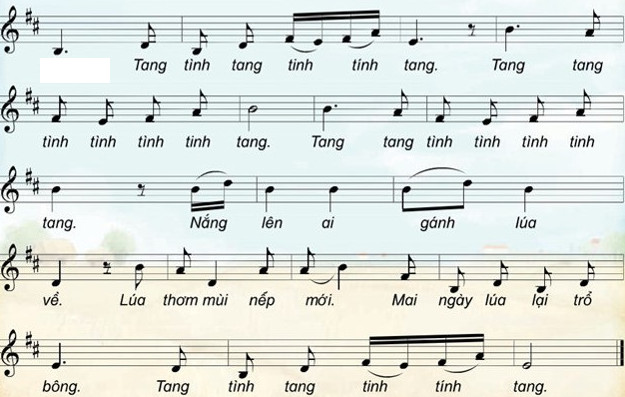 Tang tình tang tinh tính tang. Tang tang
tình tình tình tinh tang. Tang tang tình tình tình tinh
tang. Nắng lên ai gánh lúa
về. Lúa thơm mùi nếp mới. Mai ngày lúa lại trổ
bông. Tang tình tang tinh tính tang.